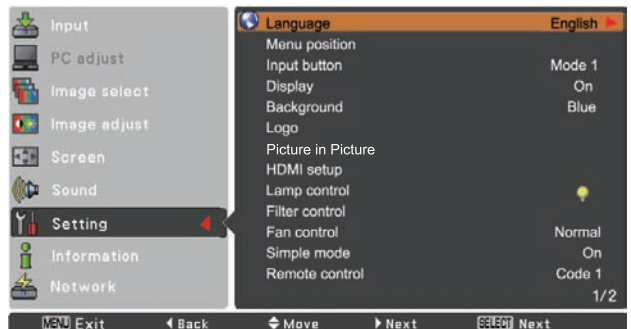 Input
PC adjust
Image select
Image adjust
Screen
Sound
Setting
Information
Network
Language English
Menu position
Input button Mode 1
Display On
Background Blue
Logo
Picture in Picture
HDMI setup
Lamp control
Filter control
Fan control Normal
Simple mode On
Remote control Code 1
1/2
MENU Exit Back Move Next SELECT Next